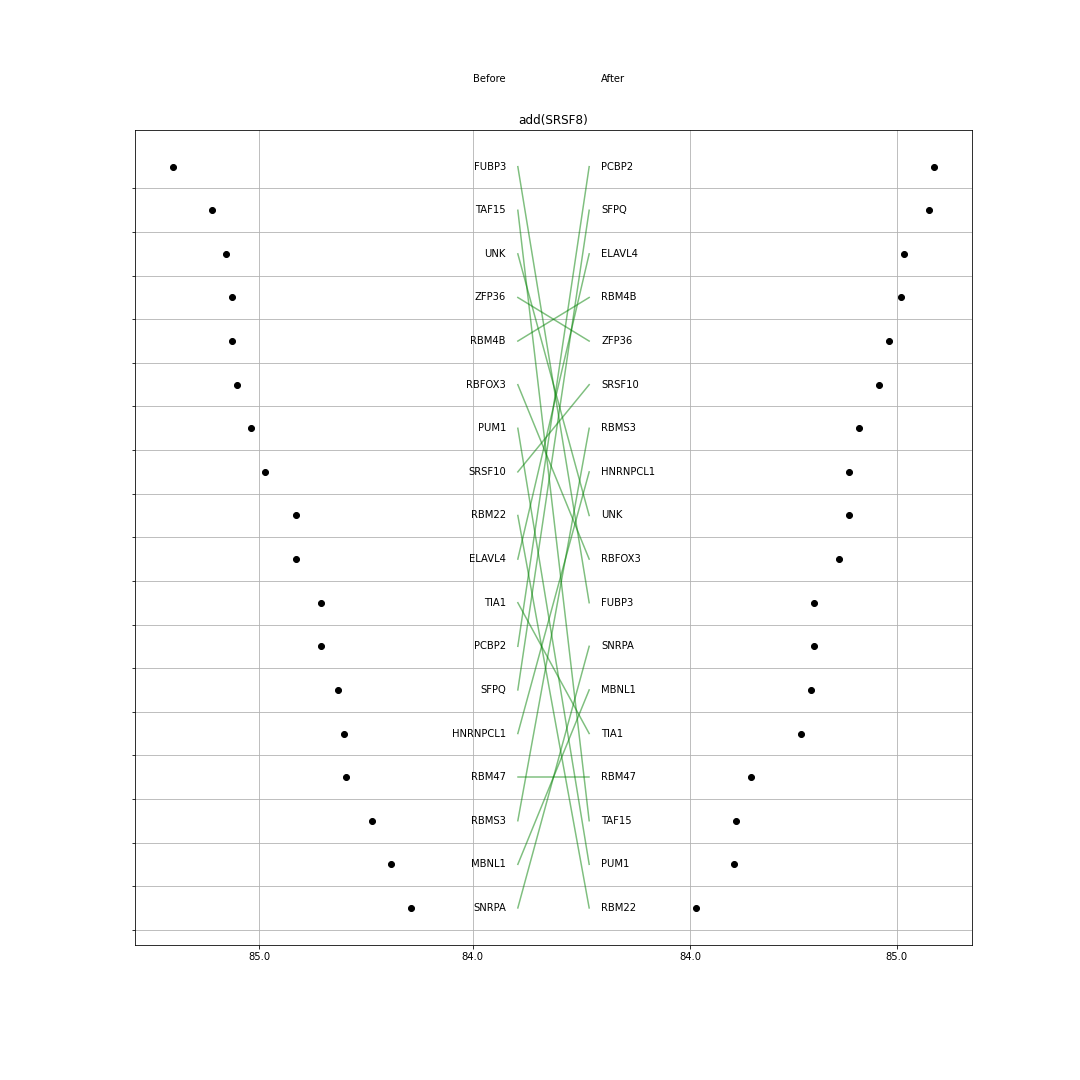 Before After
add(SRSF8)
FUBP3 PCBP2
TAF15 SFPQ
UNK ELAVL4
ZFP36 RBM4B
RBM4B ZFP36
RBFOX3 SRSF10
PUM1 RBMS3
SRSF10 HNRNPCL1
RBM22 UNK
ELAVL4 RBFOX3
TIA1 FUBP3
PCBP2 SNRPA
SFPQ MBNL1
HNRNPCL1 TIA1
RBM47 RBM47
RBMS3 TAF15
MBNL1 PUM1
SNRPA RBM22
85.0 84.0 84.0 85.0